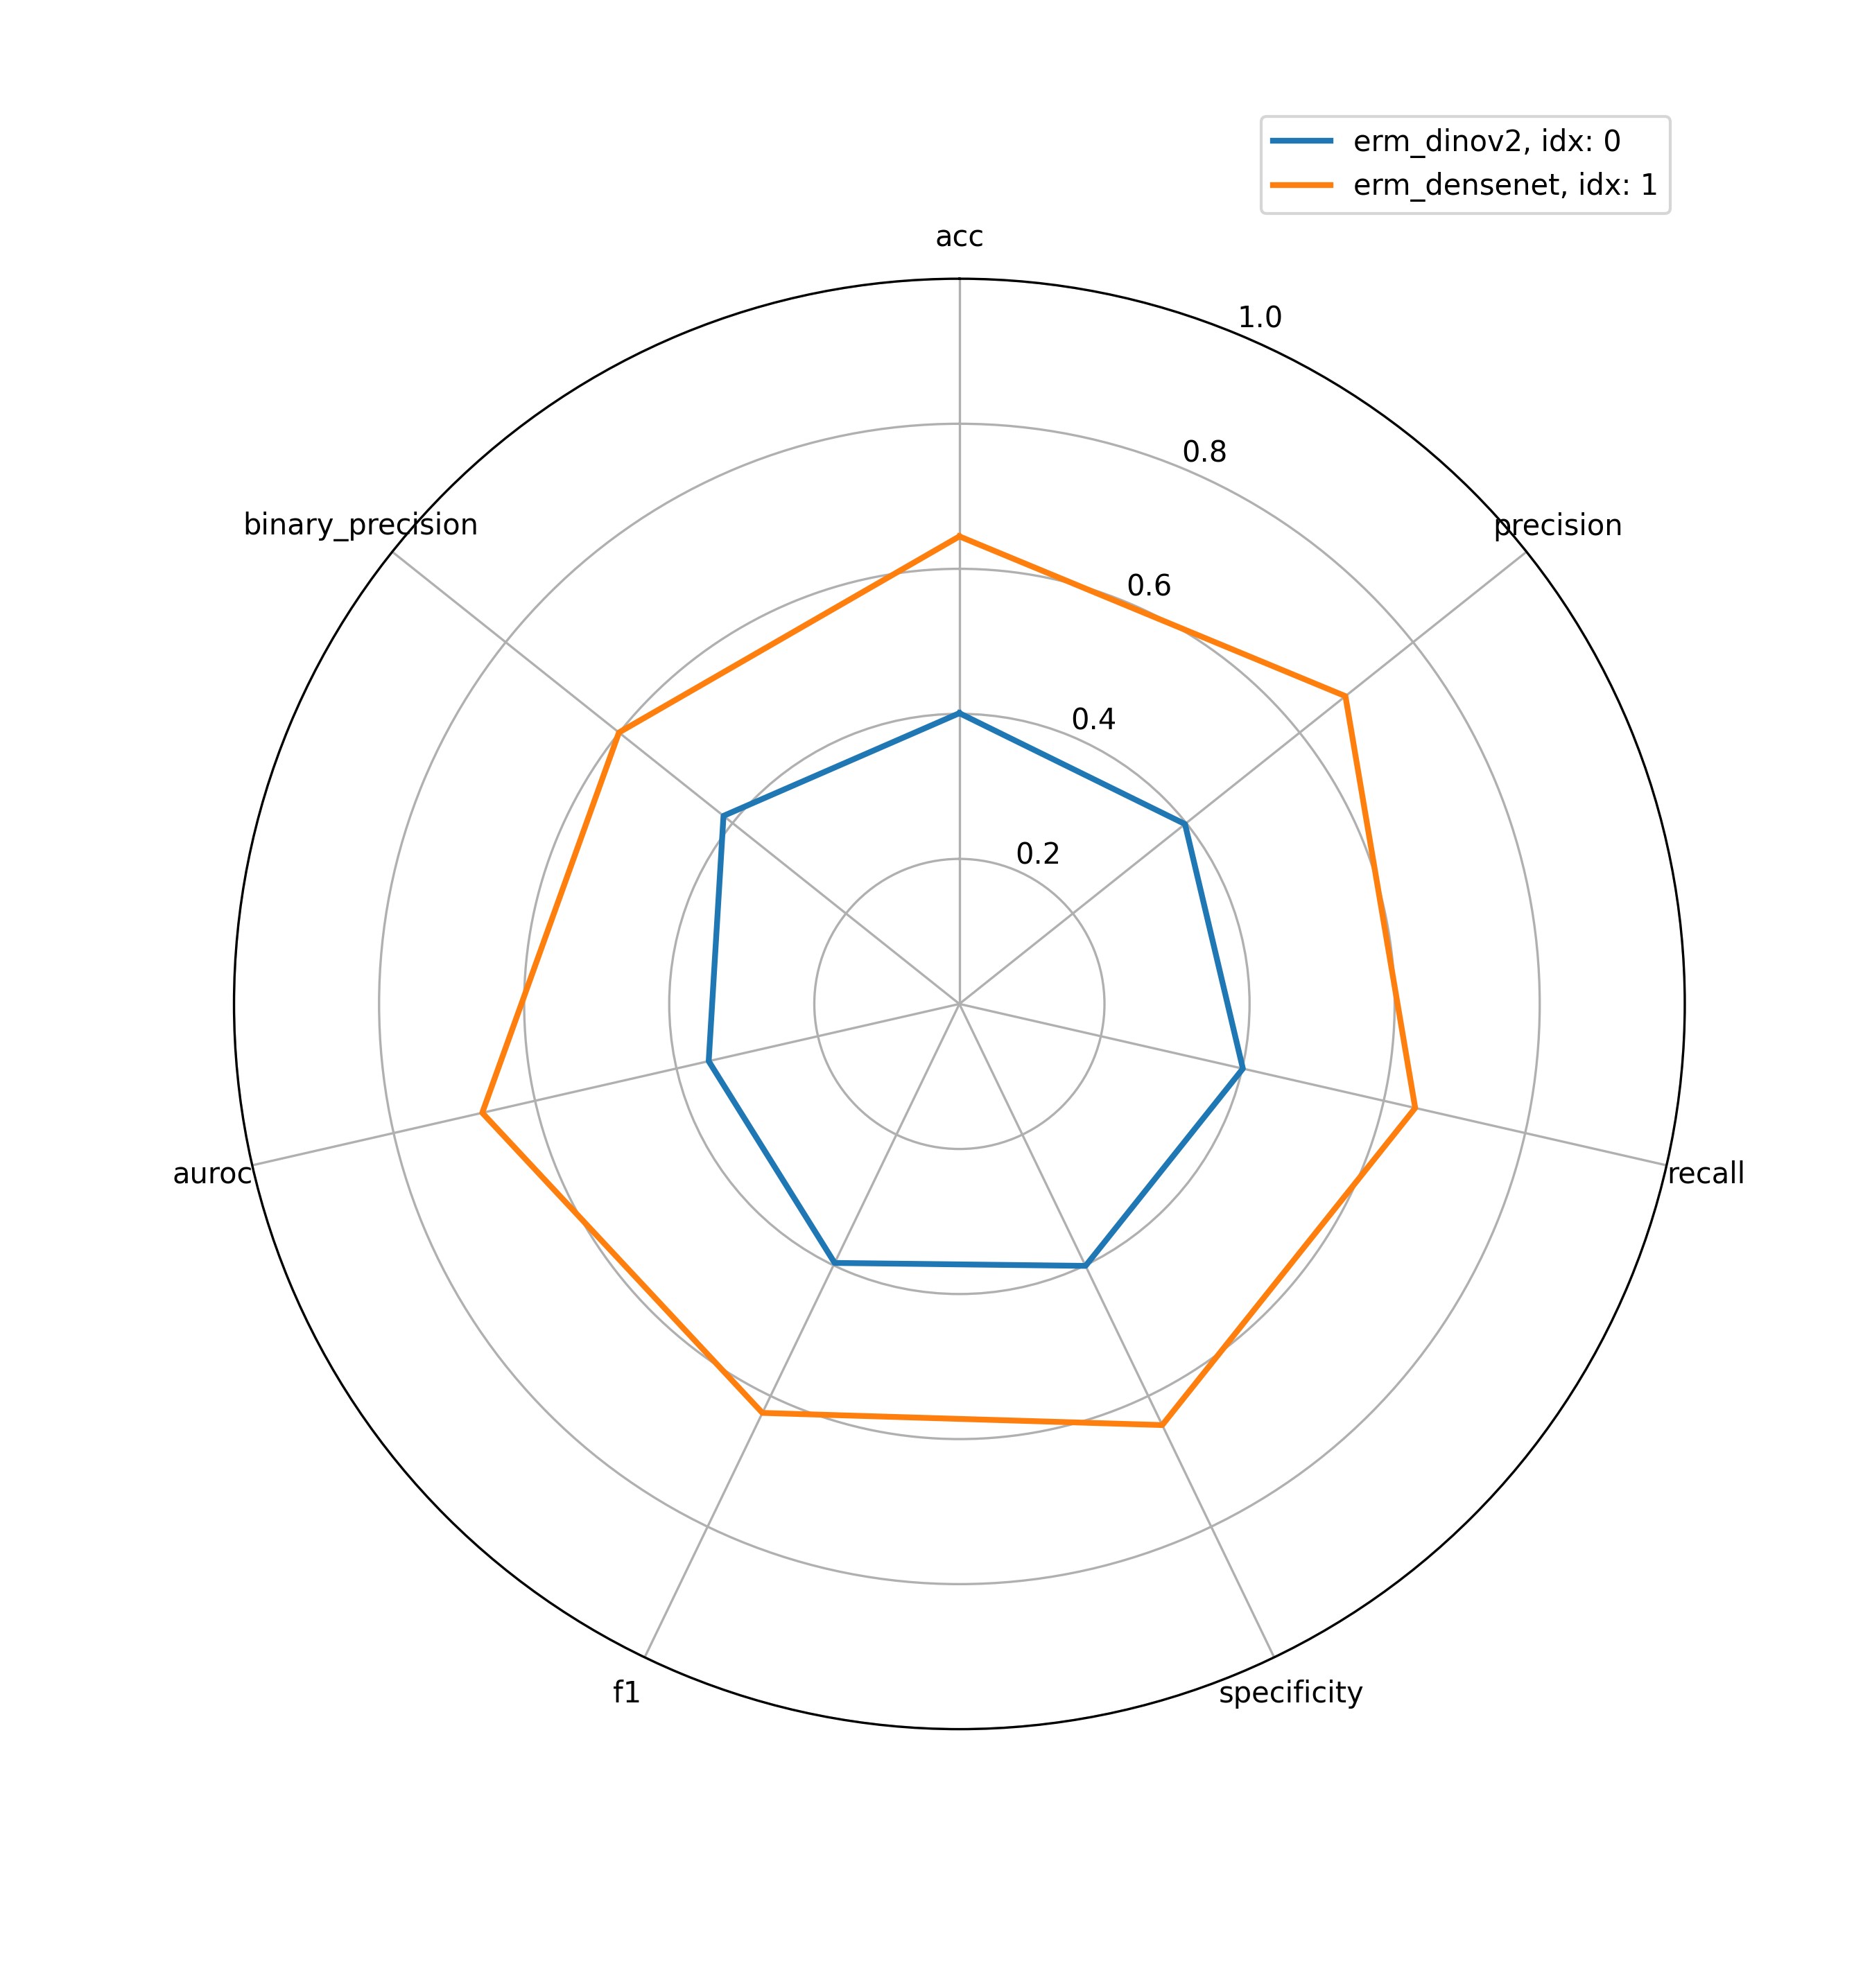 erm_dinov2, idx: 0
erm_densenet, idx: 1
acc
1.0
0.8
binary_precision
precision
0.6
0.4
0.2
auroc
recall
f1
specificity